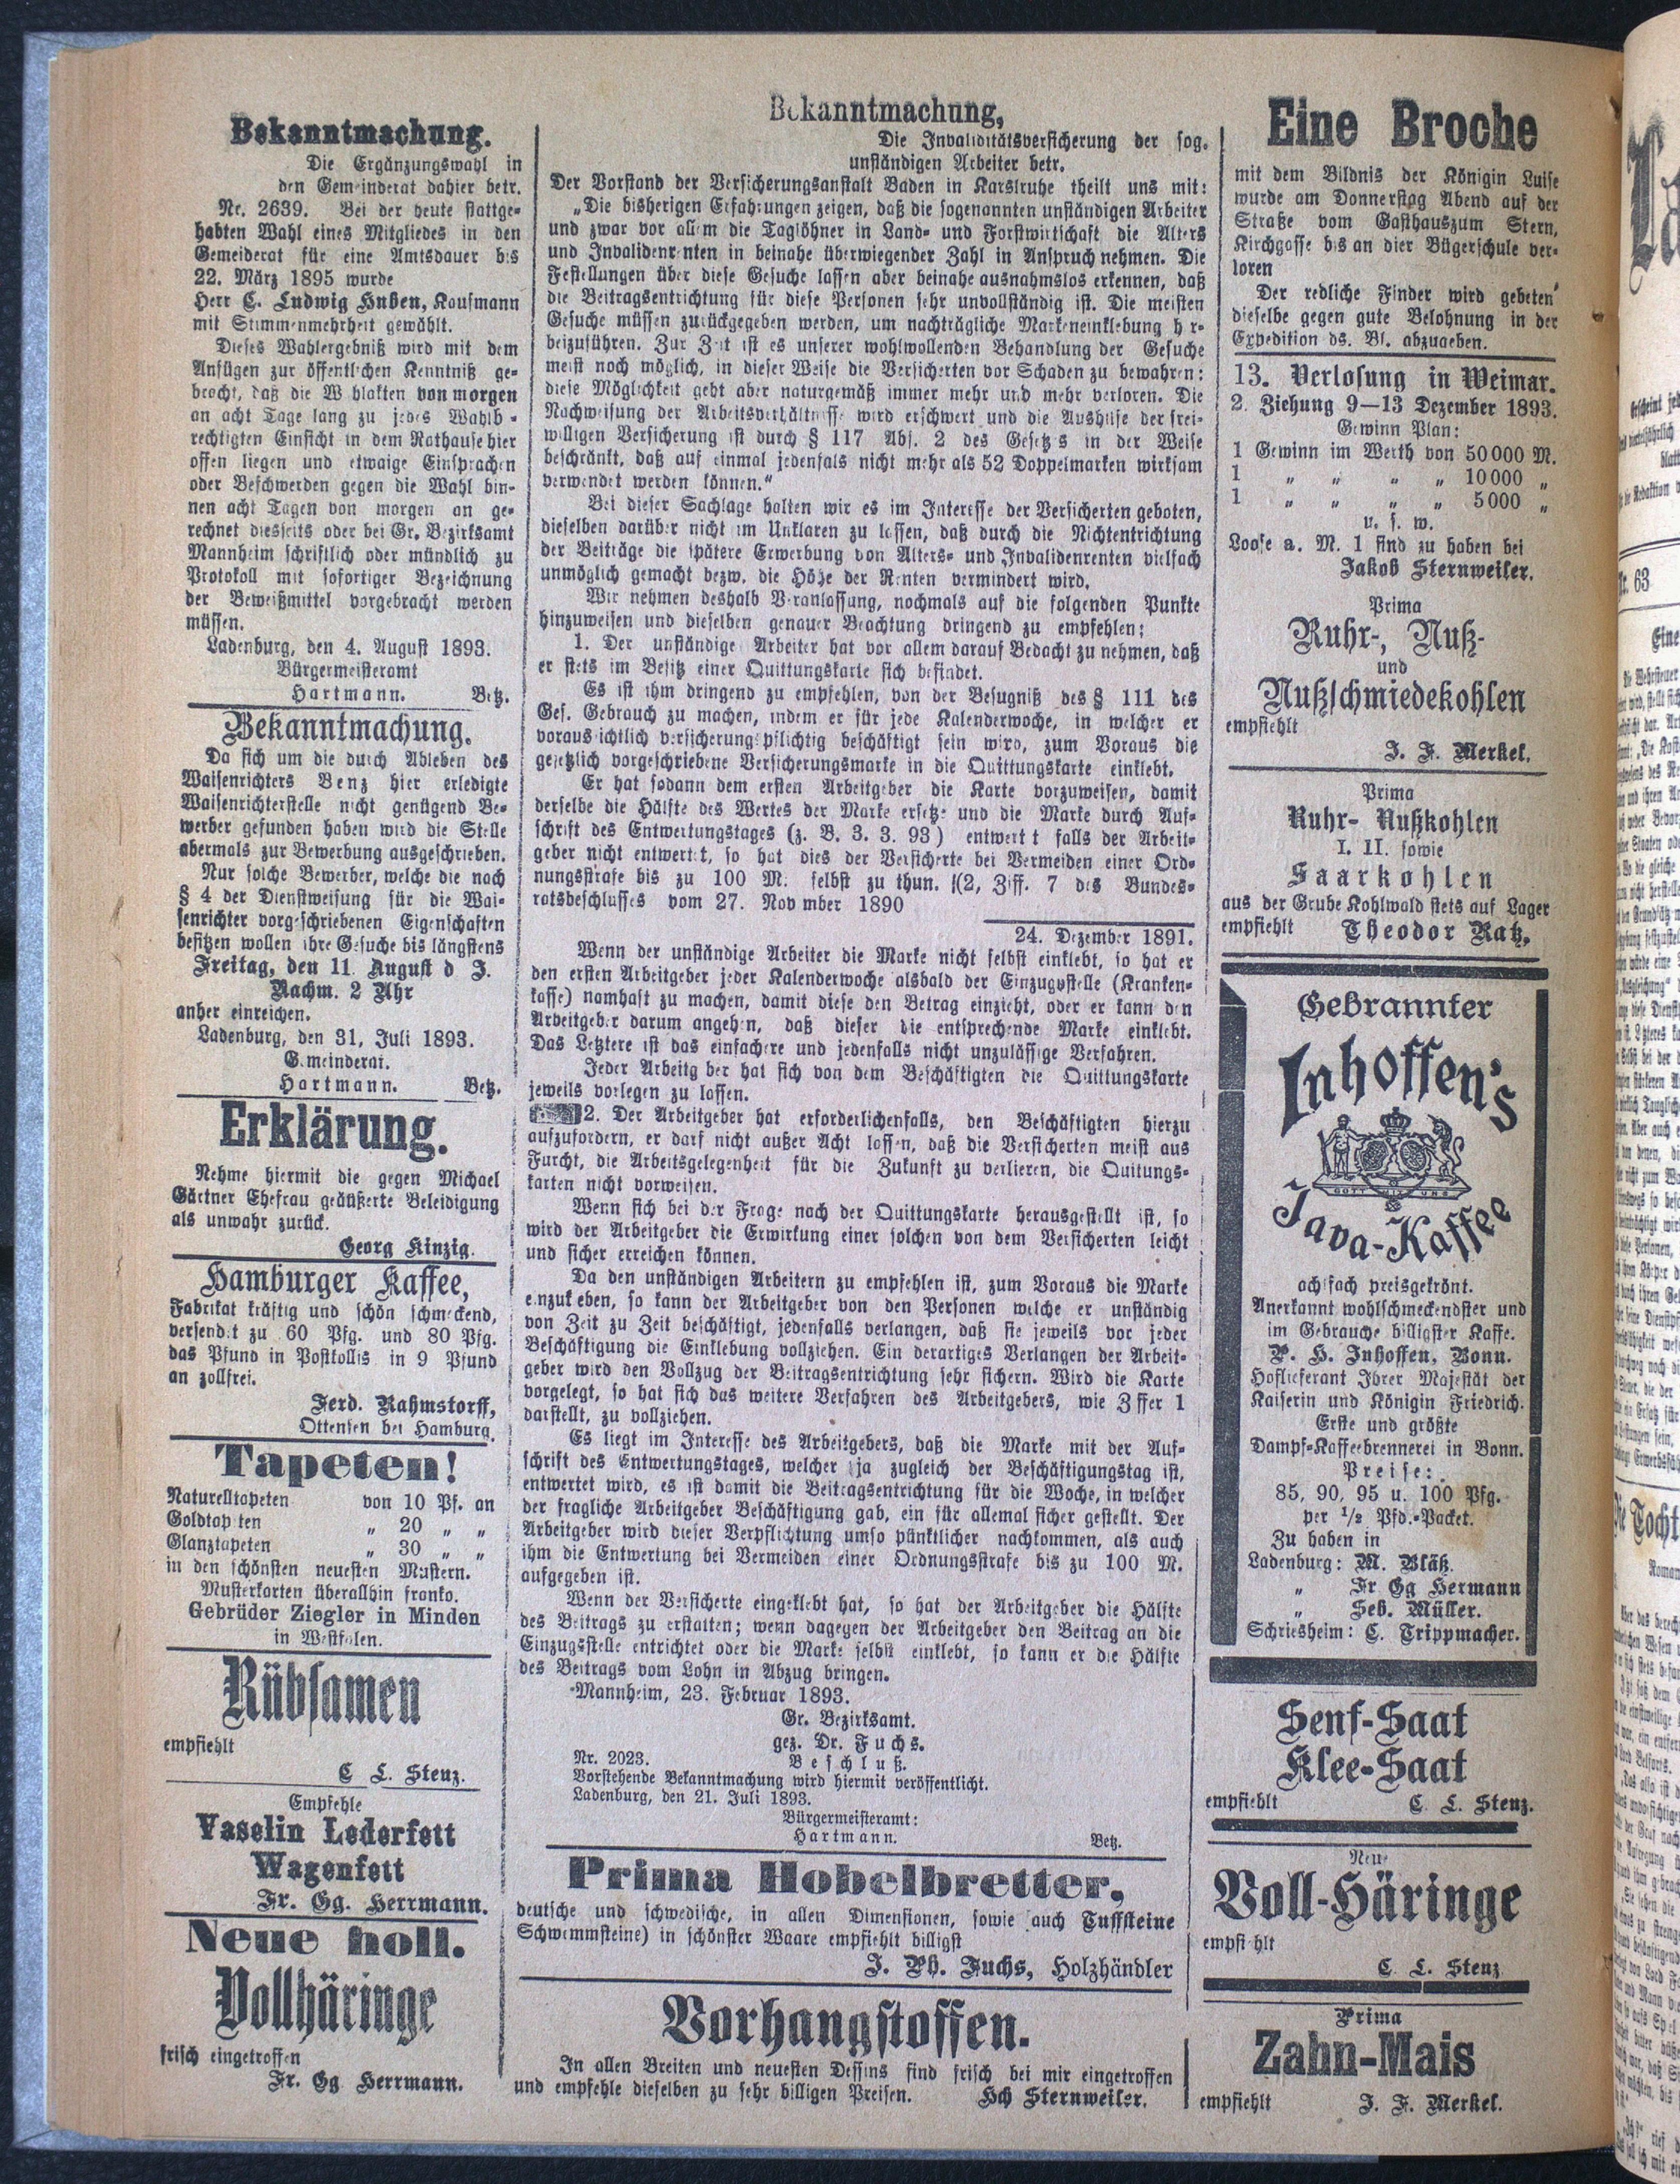 Bekanntmachung.
Die Ergänzungswahl in
den Gemeinderat dahier betr.
Nr. 2639. Bei der heute stattge-
habten Wahl eines Mitgliedes in den
Gemeiderat für eine Amtsdauer bis
22. März 1895 wurde
Herr C. Ludwig Huben, Kaufmann
mit Stimmenmehrheit gewählt.
Dieses Wahlergebniß wird mit dem
Anfügen zur öffentlichen Kenntniß ge-
bracht, daß die W hlakten von morgen
an acht Tage lang zu jedes Wahlb -
rechtigten Einsicht in dem Rathause hier
offen liegen und etwaige Einsprachen
oder Beschwerden gegen die Wahl bin-
nen acht Tagen von morgen an ge-
rechnet diesseits oder bei Gr. Bezirksamt
Mannheim schriftlich oder mündlich zu
Protokoll mit sofortiger Bezeichnung
der Beweißmittel vorgebracht werden
müssen.
Ladenburg, den 4. August 1893.
Bürgermeisteramt
Hartmann. Betz.
Bekanntmachung.
Da sich um die durch Ableben des
Waisenrichters Benz hier erledigte
Waisenrichterstelle nicht genügend Be-
werber gefunden haben wird die Stelle
abermals zur Bewerbung ausgeschrieben.
Nur solche Bewerber, welche die nach
§ 4 der Dienstweisung für die Wai-
senrichter vorgeschriebenen Eigenschaften
besitzen wollen ihre Gesuche bis längstens
Freitag, den 11 August d J.
Nachm. 2 Uhr
anher einreichen.
Ladenburg, den 31, Juli 1893.
Gemeinderat.
Hartmann. Betz.
Erklärung.
Nehme hiermit die gegen Michael
Gärtner Ehefrau geäußerte Beleidigung
als unwahr zurück.
Georg Kinzig.
Hamburger Kaffee,
Fabrikat kräftig und schön schmeckend,
versendet zu 60 Pfg. und 80 Pfg.
das Pfund in Postkollis in 9 Pfund
an zollfrei.
Ferd. Rahmstorff,
Ottensen bei Hamburg.
Tapeten!
Naturelltapeten von 10 Pf. an
Goldtap ten „ 20 „ „
Glanztapeten „ 30 „ „
in den schönsten neuesten Mustern.
Musterkarten überallhin franko.
Gebrüder Ziegler in Minden
in Westfalen.
Rübsamen
empfiehlt
C L. Stenz.
Empfehle
Vaselin Lederfett
Wagenfett
Fr. Gg. Herrmann.
Neue holl.
Vollhäringe
frisch eingetroffen
Fr. Gg Herrmann.
Bekanntmachung,
Die Invaliditätsversicherung der sog.
unständigen Arbeiter betr.
Der Vorstand der Versicherungsanstalt Baden in Karslruhe theilt uns mit:
„Die bisherigen Erfahrungen zeigen, daß die sogenannten unständigen Arbeiter
und zwar vor allem die Taglöhner in Land- und Forstwirtschaft die Alters
und Invalidenrenten in beinahe überwiegender Zahl in Anspruch nehmen. Die
Festellungen über diese Gesuche lassen aber beinahe ausnahmslos erkennen, daß
die Beitragsentrichtung für diese Personen sehr unvollständig ist. Die meisten
Gesuche müssen zurückgegeben werden, um nachträgliche Markeneinklebung h r-
beizuführen. Zur Zeit ist es unserer wohlwollenden Behandlung der Gesuche
meist noch möglich, in dieser Weise die Versicherten vor Schaden zu bewahren:
diese Möglichkeit geht aber naturgemäß immer mehr und mehr verloren. Die
Nachweisung der Arbeitsverhältnisse wird erschwert und die Aushilfe der frei-
willigen Versicherung ist durch § 117 Abs. 2 des Gesetzes in der Weise
beschränkt, daß auf einmal jedenfals nicht mehr als 52 Doppelmarken wirksam
verwendet werden können.“
Bei dieser Sachlage halten wir es im Interesse der Versicherten geboten,
dieselben darüber nicht im Unklaren zu lassen, daß durch die Nichtentrichtung
der Beiträge die spätere Erwerbung von Alters- und Invalidenrenten vielfach
unmöglich gemacht bezw. die Höhe der Renten vermindert wird.
Wir nehmen deshalb Veranlassung, nochmals auf die folgenden Punkte
hinzuweisen und dieselben genauer Beachtung dringend zu empfehlen:
1. Der unständige Arbeiter hat vor allem darauf Bedacht zu nehmen, daß
er stets im Besitz einer Quittungskarte sich befindet.
Es ist ihm dringend zu empfehlen, von der Befugniß des § 111 des
Ges. Gebrauch zu machen, indem er für jede Kalenderwoche, in welcher er
voraussichtlich versicherungspflichtig beschäftigt sein wird, zum Voraus die
gesetzlich vorgeschriebene Versicherungsmarke in die Quittungskarte einklebt.
Er hat sodann dem ersten Arbeitgeber die Karte vorzuweisen, damit
derselbe die Hälfte des Wertes der Marke ersetze und die Marke durch Auf-
schrift des Entwertungstages (z. B. 3. 3. 93) entwert t falls der Arbeit-
geber nicht entwertet, so hat dies der Versicherte bei Vermeiden einer Ord-
nungsstrafe bis zu 100 M. selbst zu thun. (2, Ziff. 7 des Bundes-
ratsbeschlusses vom 27. Nov mber 1890
24. Dezember 1891.
Wenn der unständige Arbeiter die Marke nicht selbst einklebt, so hat er
den ersten Arbeitgeber jeder Kalenderwoche alsbald der Einzugsstelle (Kranken-
kasse) namhaft zu machen, damit diese den Betrag einzieht, oder er kann den
Arbeitgeber darum angehen, daß dieser die entsprechende Marke einklebt.
Das Letztere ist das einfachere und jedenfalls nicht unzulässige Verfahren.
Jeder Arbeitg ber hat sich von dem Beschäftigten die Quittungskarte
jeweils vorlegen zu lassen.
2. Der Arbeitgeber hat erforderlichenfalls, den Beschäftigten hierzu
aufzufordern, er darf nicht außer Acht lassen, daß die Versicherten meist aus
Furcht, die Arbeitsgelegenheit für die Zukunft zu verlieren, die Quitungs-
karten nicht vorweisen.
Wenn sich bei der Frage nach der Quittungskarte herausgestellt ist, so
wird der Arbeitgeber die Erwirkung einer solchen von dem Versicherten leicht
und sicher erreichen können.
Da den unständigen Arbeitern zu empfehlen ist, zum Voraus die Marke
einzukleben, so kann der Arbeitgeber von den Personen welche er unständig
von Zeit zu Zeit beschäftigt, jedenfalls verlangen, daß sie jeweils vor jeder
Beschäftigung die Einklebung vollziehen. Ein derartiges Verlangen der Arbeit-
geber wird den Vollzug der Beitragsentrichtung sehr sichern. Wird die Karte
vorgelegt, so hat sich das weitere Verfahren des Arbeitgebers, wie Ziffer 1
darstellt, zu vollziehen.
Es liegt im Interesse des Arbeitgebers, daß die Marke mit der Auf-
schrift des Entwertungstages, welcher ja zugleich der Beschäftigungstag ist,
entwertet wird, es ist damit die Beitragsentrichtung für die Woche, in welcher
der fragliche Arbeitgeber Beschäftigung gab, ein für allemal sicher gestellt. Der
Arbeitgeber wird dieser Verpflichtung umso pünktlicher nachkommen, als auch
ihm die Entwertung bei Vermeiden einer Ordnungsstrafe bis zu 100 M.
aufgegeben ist.
Wenn der Versicherte eingeklebt hat, so hat der Arbeitgeber die Hälfte
des Beitrags zu erstatten; wenn dagegen der Arbeitgeber den Beitrag an die
Einzugsstelle entrichtet oder die Marke selbst einklebt, so kann er die Hälfte
des Beitrags vom Lohn in Abzug bringen.
Mannheim, 23. Februar 1893.
Gr. Bezirksamt.
gez. Dr. Fuchs.
Nr. 2023. Beschluß.
Vorstehende Bekanntmachung wird hiermit veröffentlicht.
Ladenburg, den 21. Juli 1893.
Bürgermeisteramt:
Hartmann. Betz.
Prima Hobelbretter,
deutsche und schwedische, in allen Dimensionen, sowie auch Tuffsteine
Schwemmsteine) in schönster Waare empfiehlt billigst
J. Ph. Fuchs, Holzhändler
Vorhangstoffen.
In allen Breiten und neuesten Dessins sind frisch bei mir eingetroffen
und empfehle dieselben zu sehr billigen Preisen. Hch Sternweiler.
Eine Broche
mit dem Bildnis der Königin Luise
wurde am Donnerstag Abend auf der
Straße vom Gasthauszum Stern,
Kirchgasse bis an dier Bügerschule ver-
loren
Der redliche Finder wird gebeten
dieselbe gegen gute Belohnung in der
Expedition ds. Bl. abzugeben.
13. Verlosung in Weimar.
2. Ziehung 9—13 Dezember 1893.
Gewinn Plan:
1 Gewinn im Werth von 50000 M.
1 „ „ „ „ 10000 „
1 „ „ „ „ 5000 „
u. s. w.
Loose a. M. 1 sind zu haben bei
Jakob Sternweiler.
Prima
Ruhr-, Nuß-
und
Nußschmiedekohlen
empfiehlt
J. F. Merkel.
Prima
Ruhr- Nußkohlen
I. II. sowie
Saarkohlen
aus der Grube Kohlwald stets auf Lager
empfiehlt Theodor Katz,
Gebrannter
Inhoffen's
GOTT MIT UNS
Java-Kaffee
achtfach preisgekrönt.
Anerkannt wohlschmeckendster und
im Gebrauche billigster Kaffe.
P. H. Inhoffen, Bonn.
Hoflieferant Ihrer Majestät der
Kaiserin und Königin Friedrich.
Erste und größte
Dampf-Kaffeebrennerei in Bonn.
Preise:
85, 90, 95 u. 100 Pfg.
per 1/2 Pfd.-Packet.
Zu haben in
Ladenburg: M. Bläß.
„ Fr Gg Hermann
„ Seb. Müller.
Schriesheim: C. Trippmacher.
Senf-Saat
Klee-Saat
empfiehlt C. L. Stenz.
Neue
Voll-Häringe
empfi hlt
C. L. Stenz
Prima
Zahn-Mais
empfiehlt J. F. Merkel.